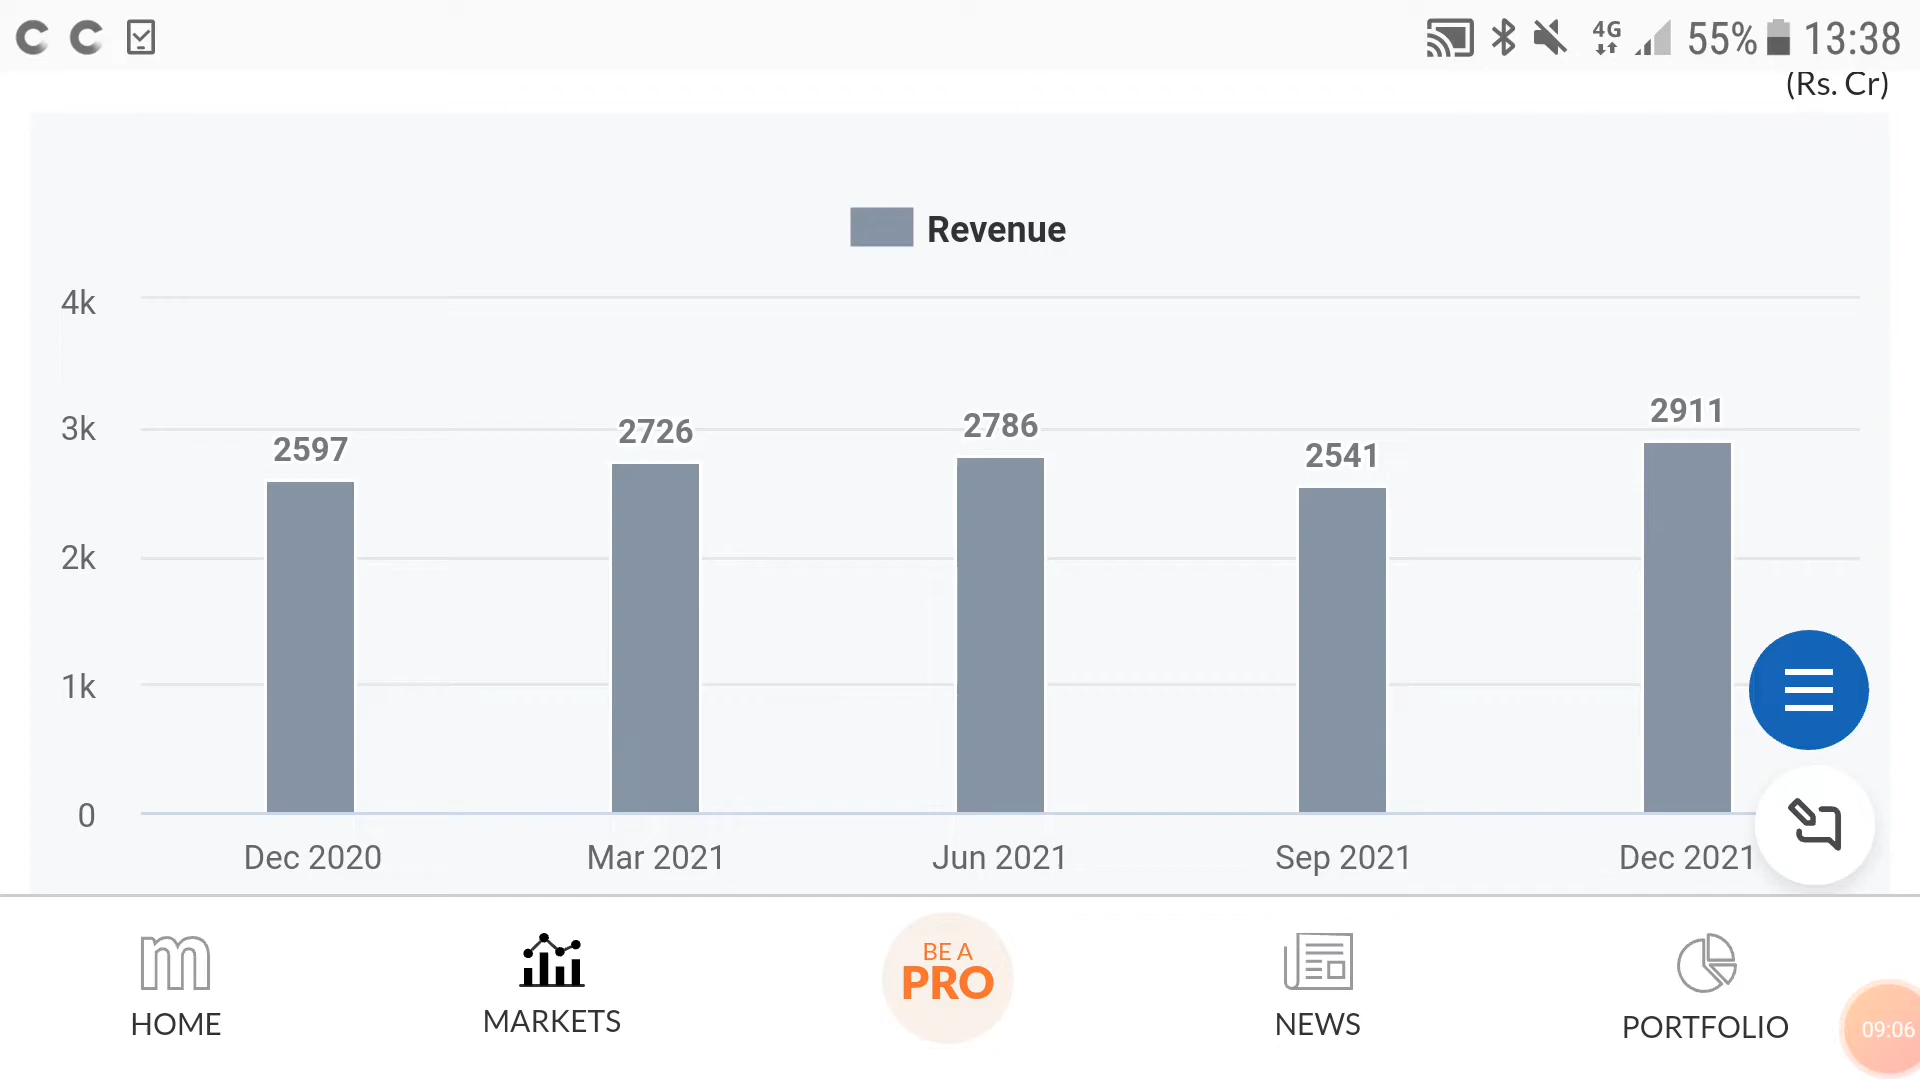 4G 55% 13:38
(Rs. Cr)
Revenue
4k
3k
2k
1k
0
2597
2726
2786
2541
2911
Dec 2020
Mar 2021
Jun 2021
Sep 2021
Dec 2021
HOME
MARKETS
BE A
PRO
NEWS
PORTFOLIO
09:06